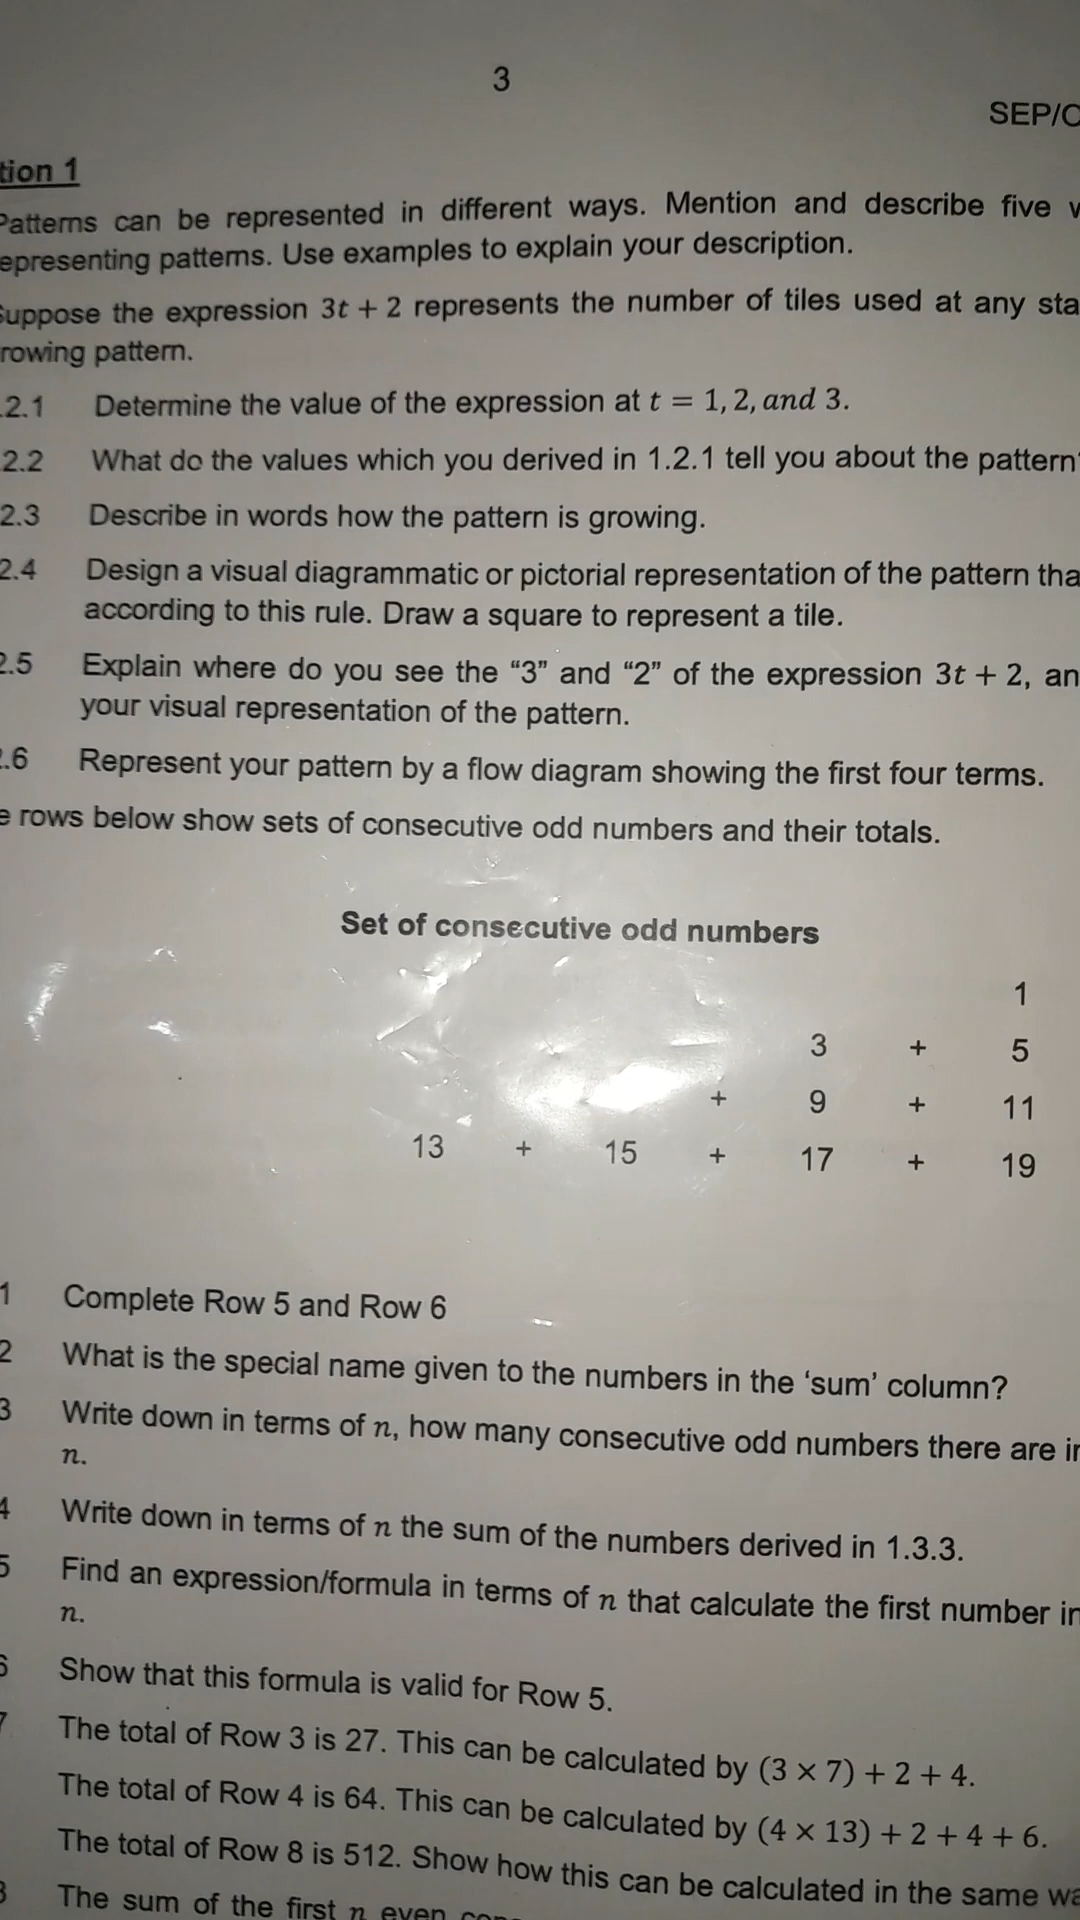 3
SEP/O
tion 1
Patterns can be represented in different ways. Mention and describe five
epresenting patterns. Use examples to explain your description.
Suppose the expression 3t + 2 represents the number of tiles used at any sta
rowing pattern.
.2.1 Determine the value of the expression at t = 1, 2, and 3.
2.2 What do the values which you derived in 1.2.1 tell you about the pattern
2.3 Describe in words how the pattern is growing.
2.4 Design a visual diagrammatic or pictorial representation of the pattern tha
according to this rule. Draw a square to represent a tile.
2.5 Explain where do you see the “3” and “2” of the expression 3t + 2, an
your visual representation of the pattern.
2.6 Represent your pattern by a flow diagram showing the first four terms.
e rows below show sets of consecutive odd numbers and their totals.
Set of consecutive odd numbers
1
3 + 5
+ 9 + 11
13 + 15 + 17 + 19
1 Complete Row 5 and Row 6
2 What is the special name given to the numbers in the ‘sum’ column?
3 Write down in terms of n, how many consecutive odd numbers there are in
n.
4 Write down in terms of n the sum of the numbers derived in 1.3.3.
5 Find an expression/formula in terms of n that calculate the first number in
n.
6 Show that this formula is valid for Row 5.
7 The total of Row 3 is 27. This can be calculated by (3 × 7) + 2 + 4.
The total of Row 4 is 64. This can be calculated by (4 × 13) + 2 + 4 + 6.
The total of Row 8 is 512. Show how this can be calculated in the same wa
8 The sum of the first n even